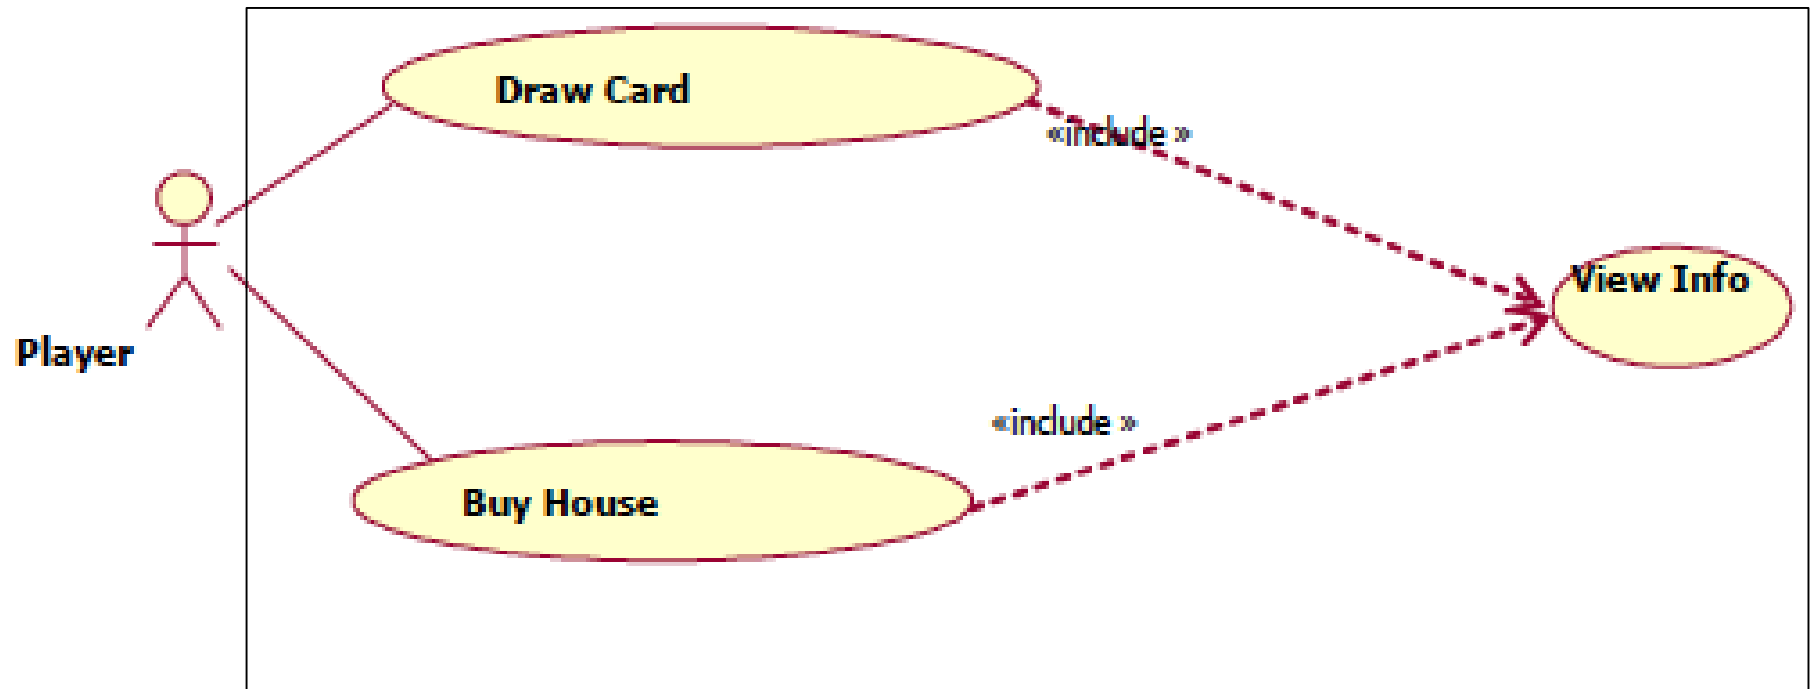 Draw Card
«include »
View Info
Player
«include »
Buy House